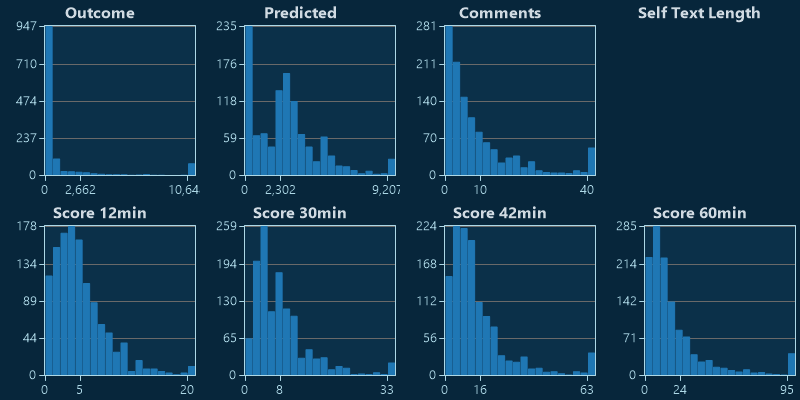 Outcome Predicted Comments Self Text Length
947 235 281
710 176 211
474 118 140
237 59 70
0 0 0
0 2,662 10,64 0 2,302 9,207 0 10 40
Score 12min Score 30min Score 42min Score 60min
178 259 224 285
134 194 168 214
89 130 112 142
44 65 56 71
0 0 0 0
0 5 20 0 8 33 0 16 63 0 24 95